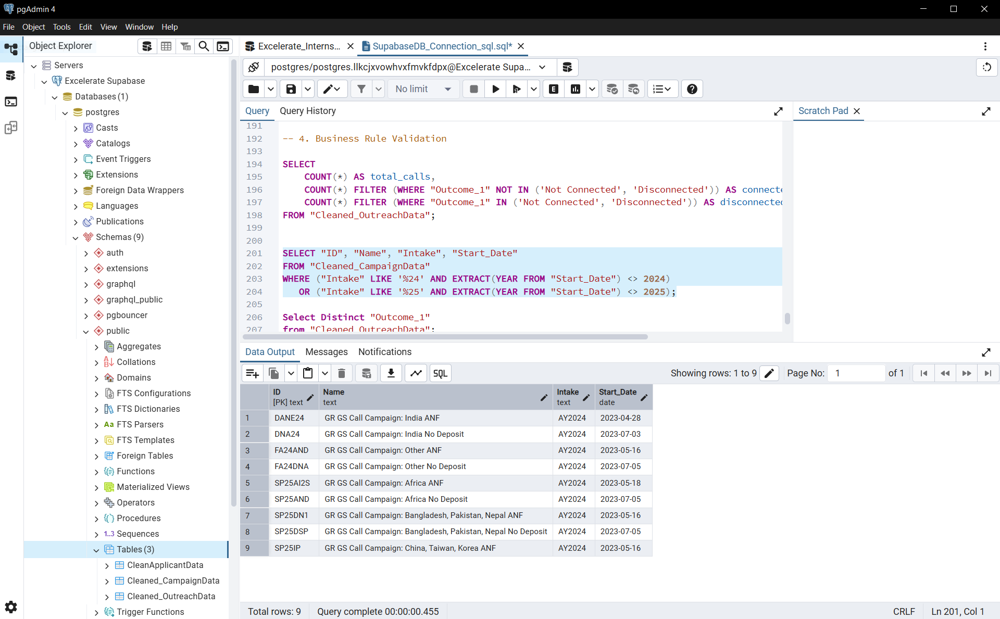 pgAdmin 4
File Object Tools Edit View Window Help
Object Explorer
Excelerate_Interns...
SupabaseDB_Connection_sql.sql*
Servers
Excelerate Supabase
Databases (1)
postgres
Casts
Catalogs
Event Triggers
Extensions
Foreign Data Wrappers
Languages
Publications
Schemas (9)
auth
extensions
graphql
graphql_public
pgbouncer
public
Aggregates
Collations
Domains
FTS Configurations
FTS Dictionaries
FTS Parsers
FTS Templates
Foreign Tables
Functions
Materialized Views
Operators
Procedures
1..3 Sequences
Tables (3)
CleanApplicantData
Cleaned_CampaignData
Cleaned_OutreachData
Trigger Functions
postgres/postgres.llkcjxvowhvxfmvkfdpx@Excelerate Supa...
No limit
Query Query History
Scratch Pad
191
192 -- 4. Business Rule Validation
193
194 SELECT
195 COUNT(*) AS total_calls,
196 COUNT(*) FILTER (WHERE "Outcome_1" NOT IN ('Not Connected', 'Disconnected')) AS connecte
197 COUNT(*) FILTER (WHERE "Outcome_1" IN ('Not Connected', 'Disconnected')) AS disconnected
198 FROM "Cleaned_OutreachData";
199
200
201 SELECT "ID", "Name", "Intake", "Start_Date"
202 FROM "Cleaned_CampaignData"
203 WHERE ("Intake" LIKE '%24' AND EXTRACT(YEAR FROM "Start_Date") <> 2024)
204 OR ("Intake" LIKE '%25' AND EXTRACT(YEAR FROM "Start_Date") <> 2025);
205
206 Select Distinct "Outcome_1"
207 from "Cleaned_OutreachData";
Data Output Messages Notifications
SQL
Showing rows: 1 to 9
Page No: 1 of 1
ID [PK] text
Name text
Intake text
Start_Date date
1 DANE24 GR GS Call Campaign: India ANF AY2024 2023-04-28
2 DNA24 GR GS Call Campaign: India No Deposit AY2024 2023-07-03
3 FA24AND GR GS Call Campaign: Other ANF AY2024 2023-05-16
4 FA24DNA GR GS Call Campaign: Other No Deposit AY2024 2023-07-05
5 SP25AI2S GR GS Call Campaign: Africa ANF AY2024 2023-05-18
6 SP25AND GR GS Call Campaign: Africa No Deposit AY2024 2023-07-05
7 SP25DN1 GR GS Call Campaign: Bangladesh, Pakistan, Nepal ANF AY2024 2023-05-16
8 SP25DSP GR GS Call Campaign: Bangladesh, Pakistan, Nepal No Deposit AY2024 2023-07-05
9 SP25IP GR GS Call Campaign: China, Taiwan, Korea ANF AY2024 2023-05-16
Total rows: 9
Query complete 00:00:00.455
CRLF
Ln 201, Col 1